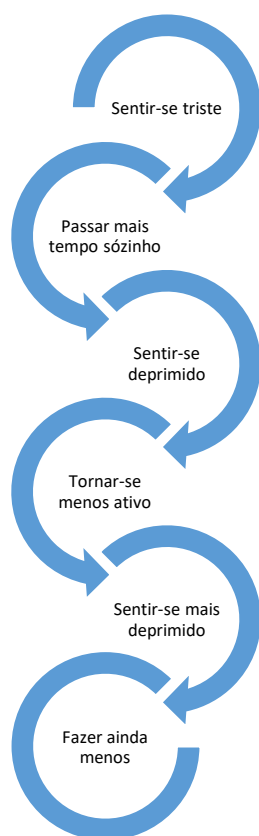 Sentir-se triste
Passar mais
tempo sózinho
Sentir-se
deprimido
Tornar-se
menos ativo
Sentir-se mais
deprimido
Fazer ainda
menos